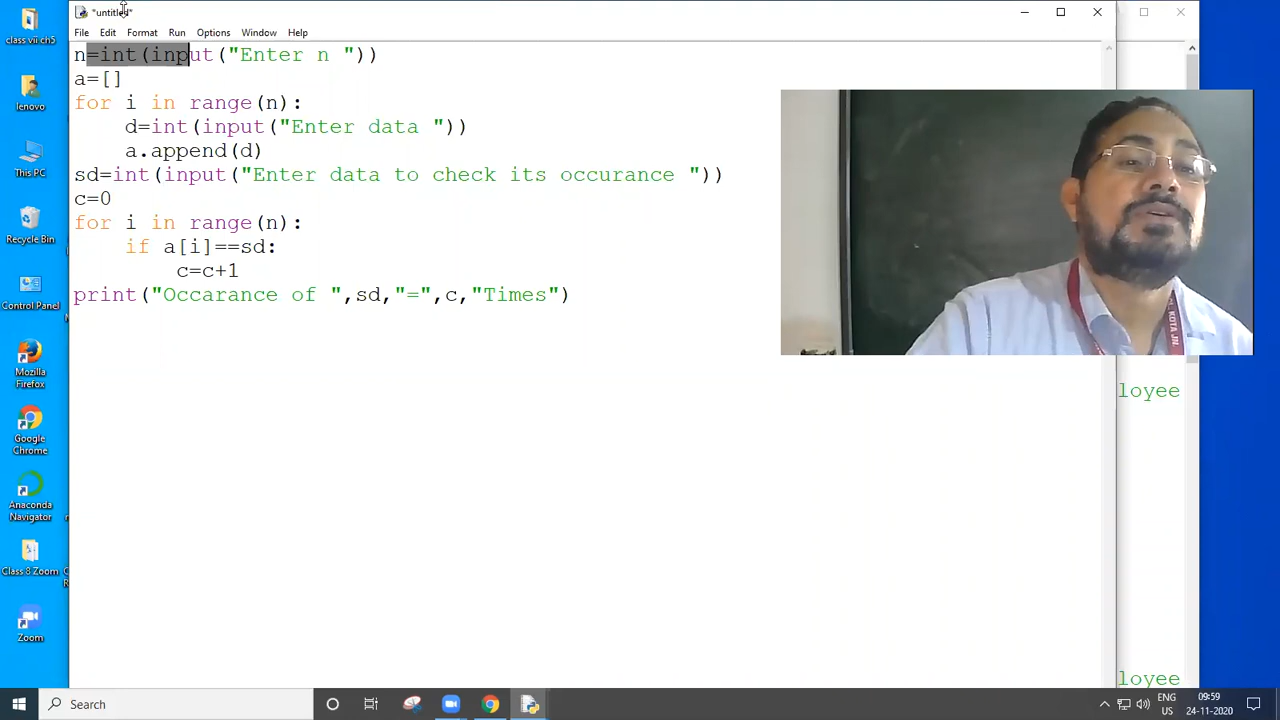 *untitled*
File Edit Format Run Options Window Help
n=int(input("Enter n "))
a=[]
for i in range(n):
d=int(input("Enter data "))
a.append(d)
sd=int(input("Enter data to check its occurance "))
c=0
for i in range(n):
if a[i]==sd:
c=c+1
print("Occarance of ",sd,"=",c,"Times")
class vii ch5
lenovo
This PC
Recycle Bin
Control Panel
Mozilla
Firefox
Google
Chrome
Anaconda
Navigator
Class 8 Zoom
Zoom
KOTA JN
loyee
loyee
Search
ENG
US
09:59
24-11-2020